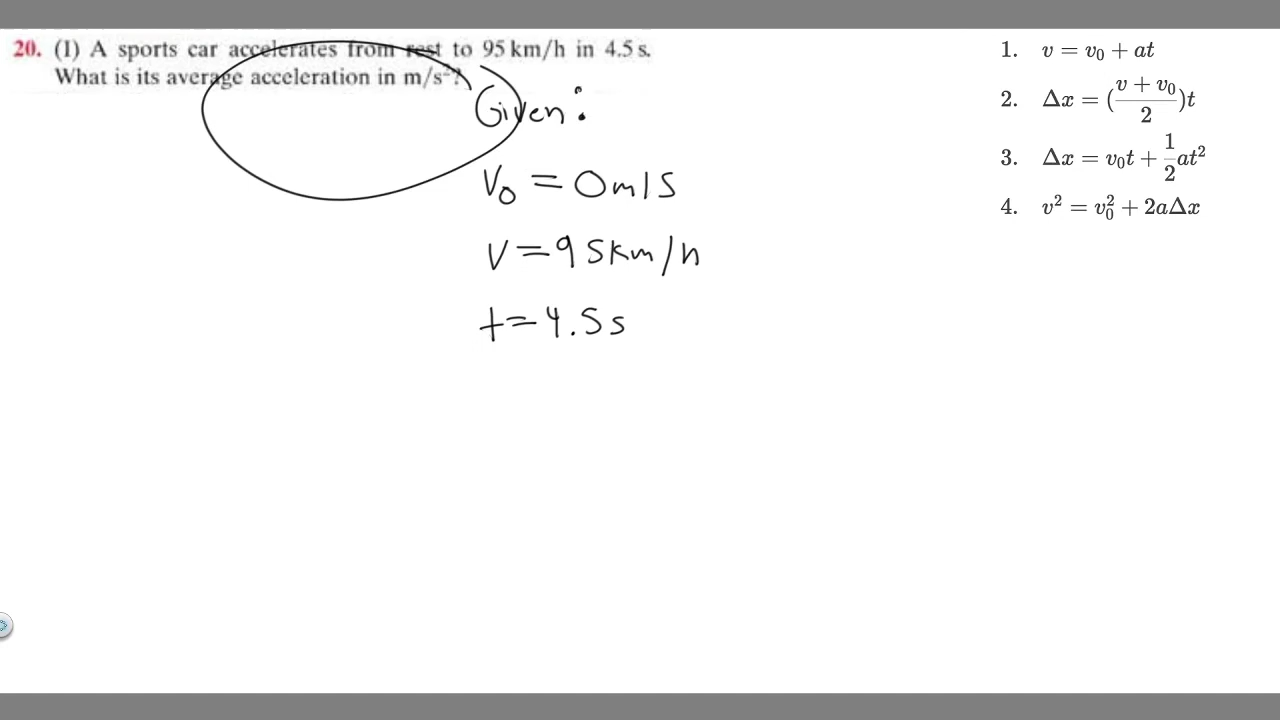 20. (I) A sports car accelerates from rest to 95 km/h in 4.5 s.
What is its average acceleration in m/s²?
Given:
V₀ = 0m/s
V = 95km/h
t = 4.5s
1. v = v₀ + at
2. Δx = (\frac{v + v₀}{2})t
3. Δx = v₀t + \frac{1}{2}at²
4. v² = v₀² + 2aΔx